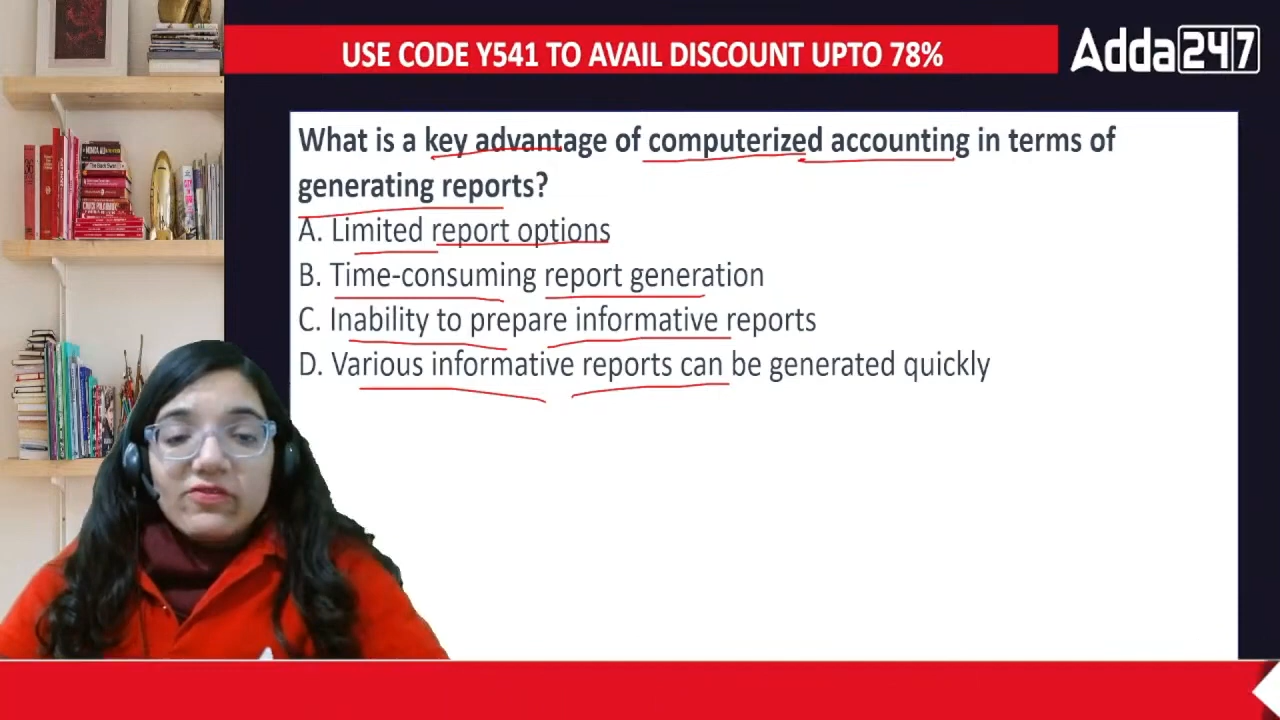 USE CODE Y541 TO AVAIL DISCOUNT UPTO 78%
Adda247
What is a key advantage of computerized accounting in terms of
generating reports?
A. Limited report options
B. Time-consuming report generation
C. Inability to prepare informative reports
D. Various informative reports can be generated quickly